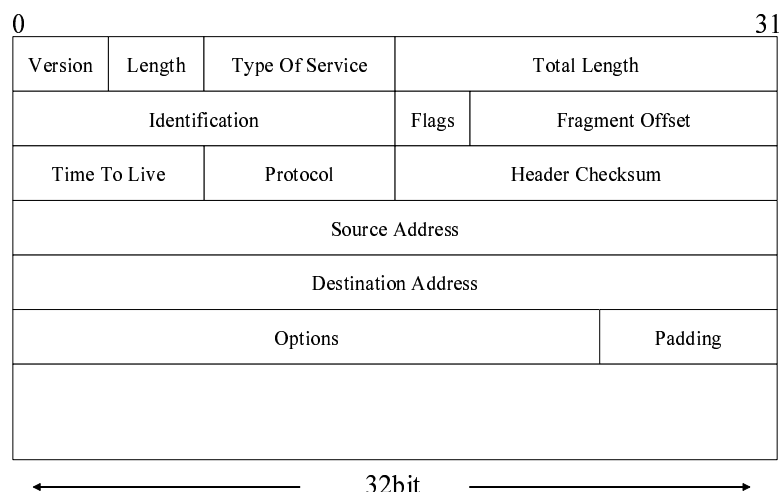 0 31
Version Length Type Of Service Total Length
Identification Flags Fragment Offset
Time To Live Protocol Header Checksum
Source Address
Destination Address
Options Padding
32bit